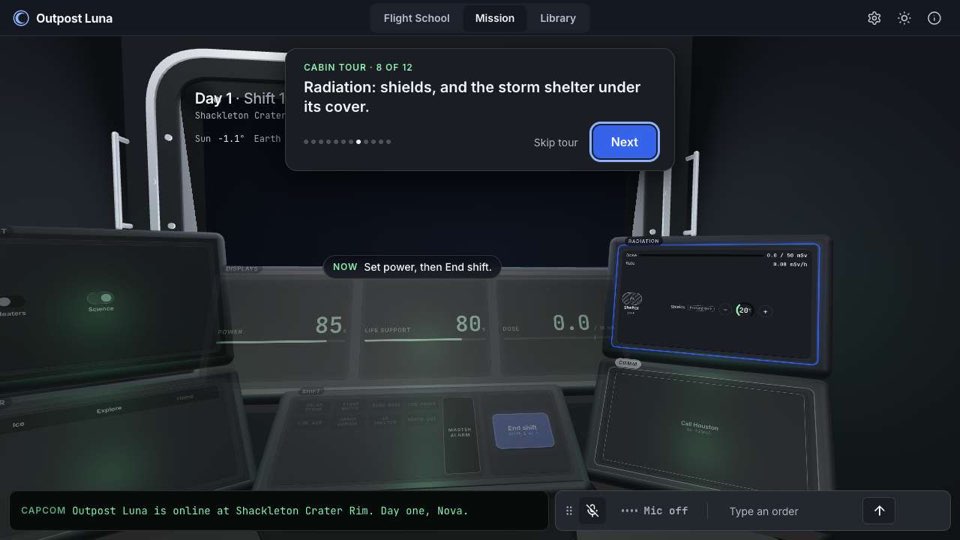 Outpost Luna
Flight School
Mission
Library
CABIN TOUR · 8 OF 12
Radiation: shields, and the storm shelter under
its cover.
Skip tour
Next
Day 1 · Shift 1
Shackleton Crater
Sun -1.1° Earth
NOW Set power, then End shift.
RADIATION
Dose
0.0 / 50 mSv
Rate
0.00 mSv/h
Shelter
Shields
20
Science
Heaters
DISPLAYS
POWER
85
LIFE SUPPORT
80
DOSE
0.0
Explore
SHIFT
MASTER
ALARM
End shift
Call Houston
CAPCOM Outpost Luna is online at Shackleton Crater Rim. Day one, Nova.
Mic off
Type an order